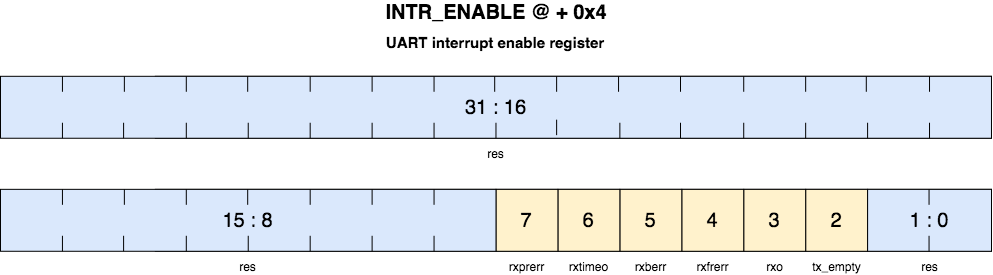 INTR_ENABLE @ + 0x4
UART interrupt enable register
31 : 16
res
15 : 8 7 6 5 4 3 2 1 : 0
res rxprerr rxtimeo rxberr rxfrerr rxo tx_empty res